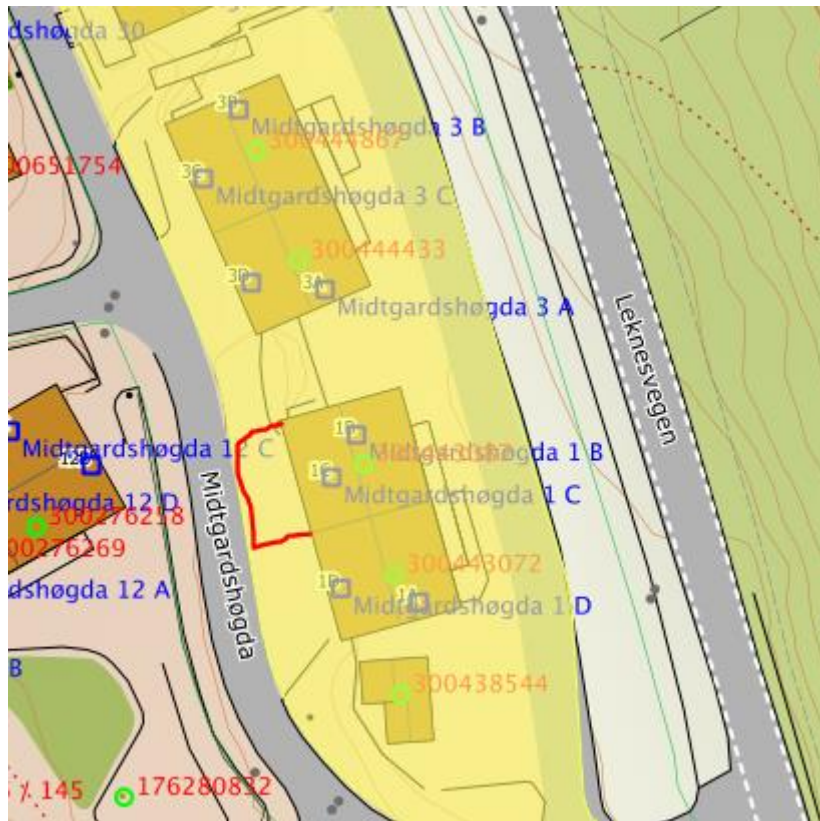 dshøgda 30
3B
Midtgardshøgda 3 B
300444867
0651754
3C
Midtgardshøgda 3 C
300444433
3D
3A
Midtgardshøgda 3 A
Leknesvegen
1B
Midtgardshøgda 1 B
Midtgardshøgda 12 C
12B
1C
Midtgardshøgda 1 C
rdshøgda 12 D
300276218
00276269
Midtgardshøgda
300443072
dshøgda 12 A
1D
1A
Midtgardshøgda 1 D
B
300438544
145
176280832